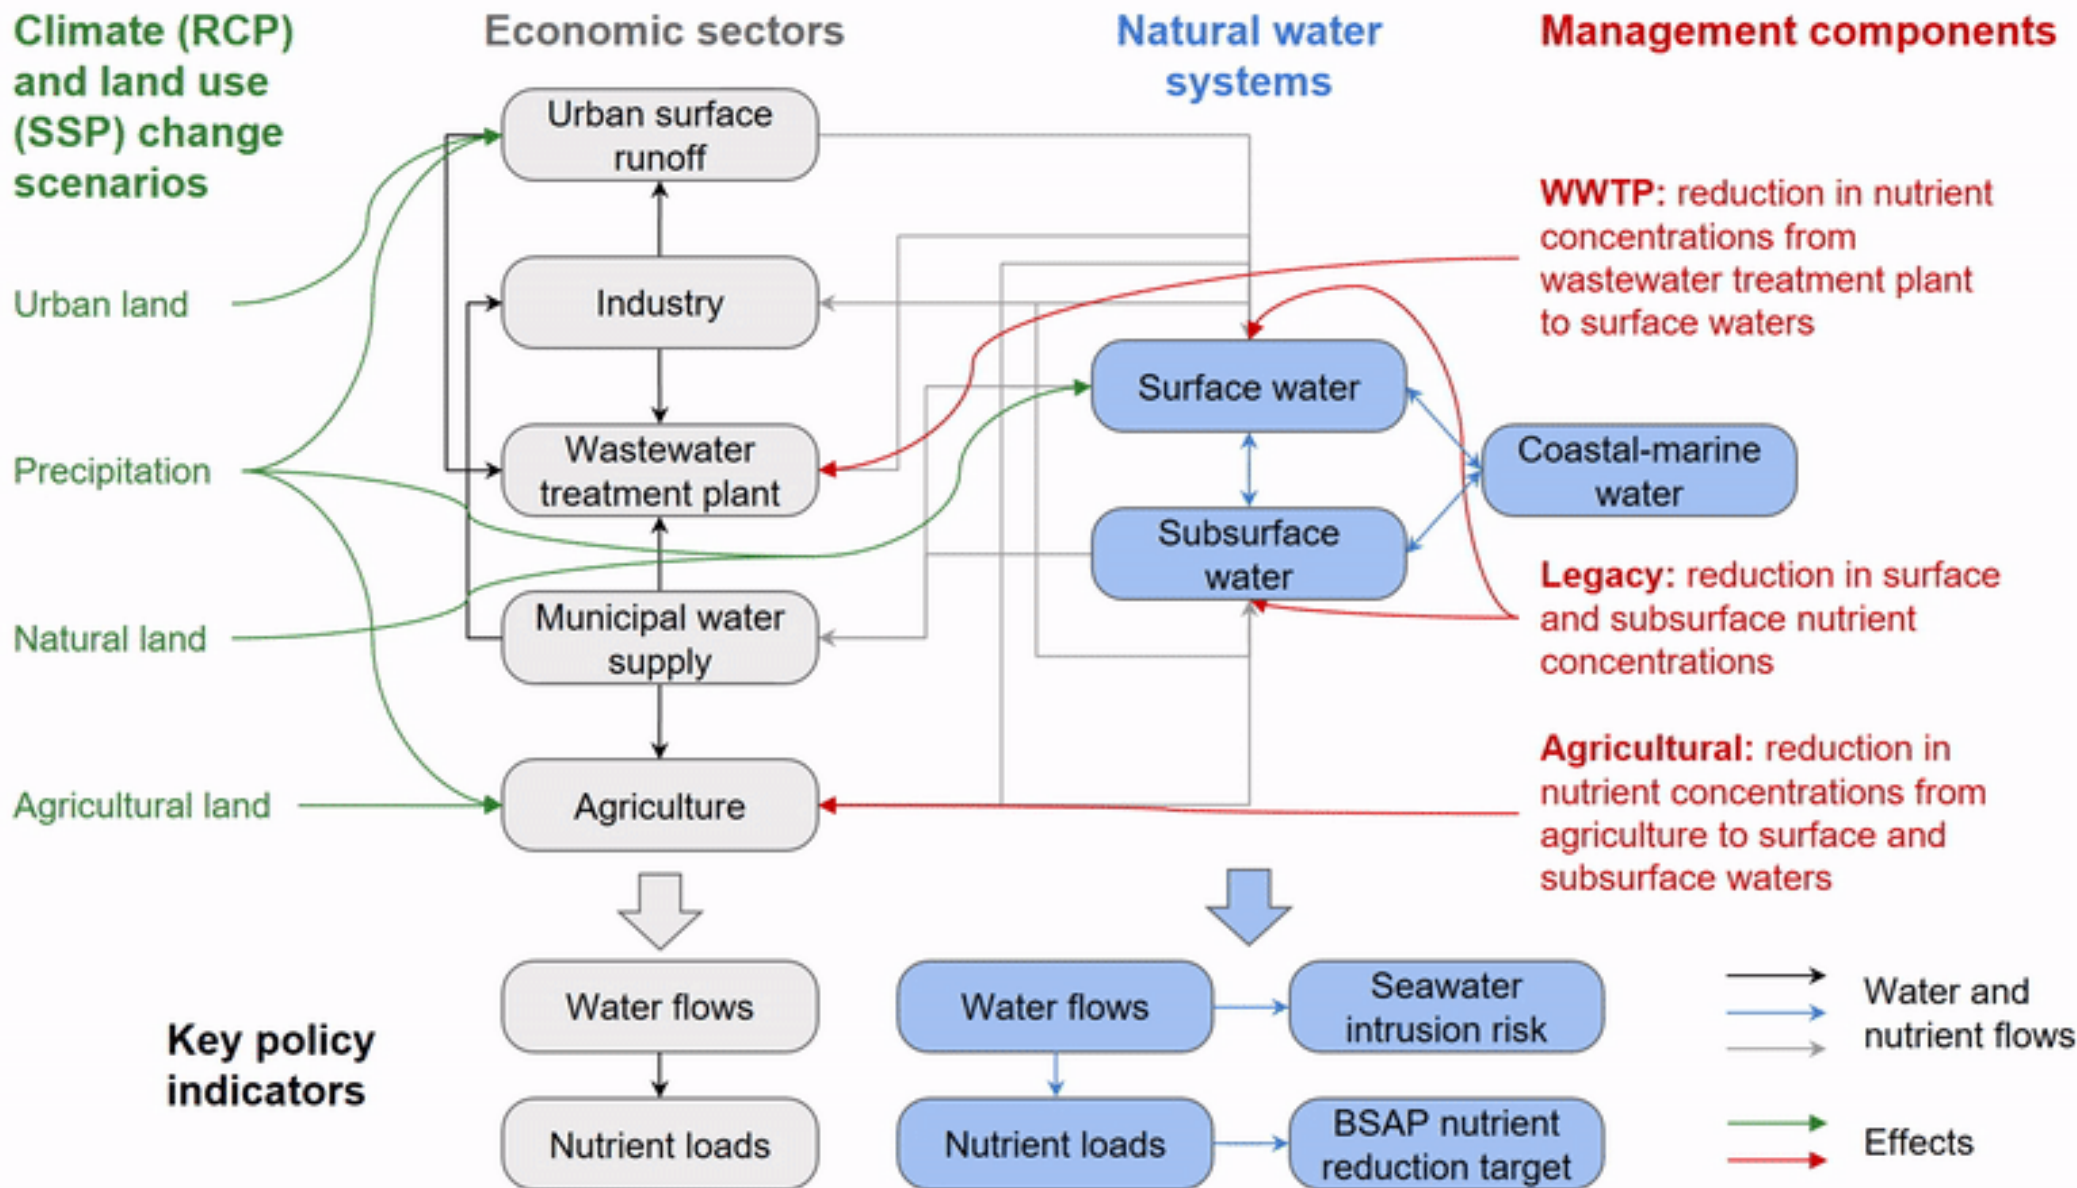 Climate (RCP)
and land use
(SSP) change
scenarios
Economic sectors
Natural water
systems
Management components
Urban land
Precipitation
Natural land
Agricultural land
Urban surface
runoff
Industry
Wastewater
treatment plant
Municipal water
supply
Agriculture
Surface water
Subsurface
water
Coastal-marine
water
WWTP: reduction in nutrient
concentrations from
wastewater treatment plant
to surface waters
Legacy: reduction in surface
and subsurface nutrient
concentrations
Agricultural: reduction in
nutrient concentrations from
agriculture to surface and
subsurface waters
Key policy
indicators
Water flows
Nutrient loads
Water flows
Seawater
intrusion risk
Nutrient loads
BSAP nutrient
reduction target
Water and
nutrient flows
Effects